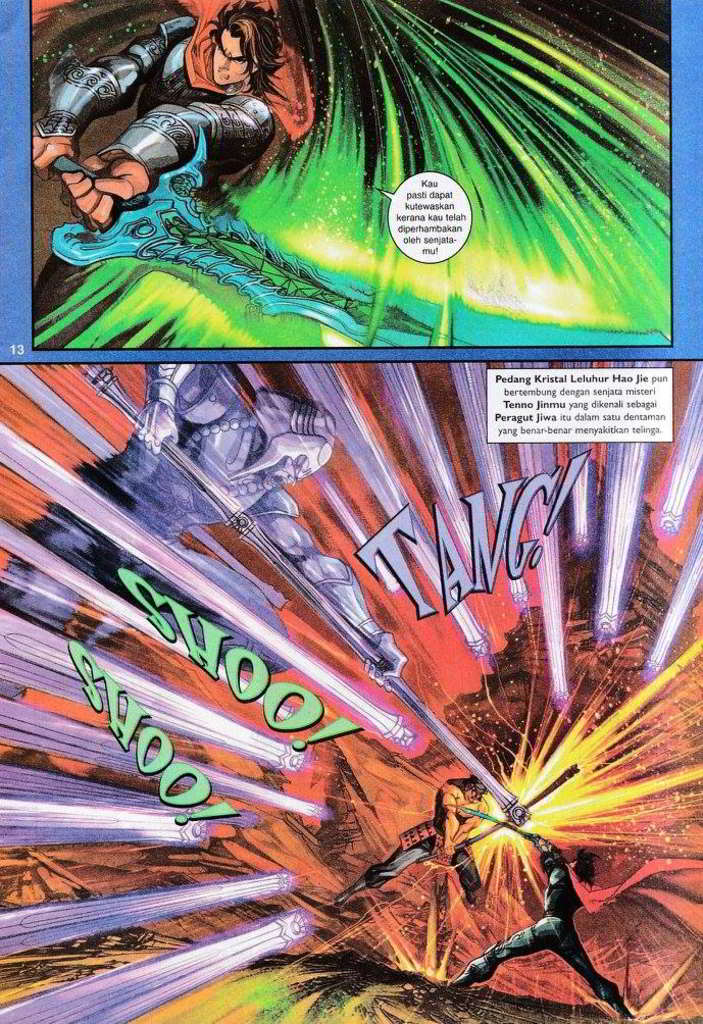 Kau
pasti dapat
kutewaskan
kerana kau telah
diperhambakan
oleh senjata-
mu!
13
Pedang Kristal Leluhur Hao Jie pun
bertembung dengan senjata misteri
Tenno Jinmu yang dikenali sebagai
Peragut Jiwa itu dalam dentaman
yang benar-benar menyakitkan telinga.
TANG!
SHOO!
SHOO!